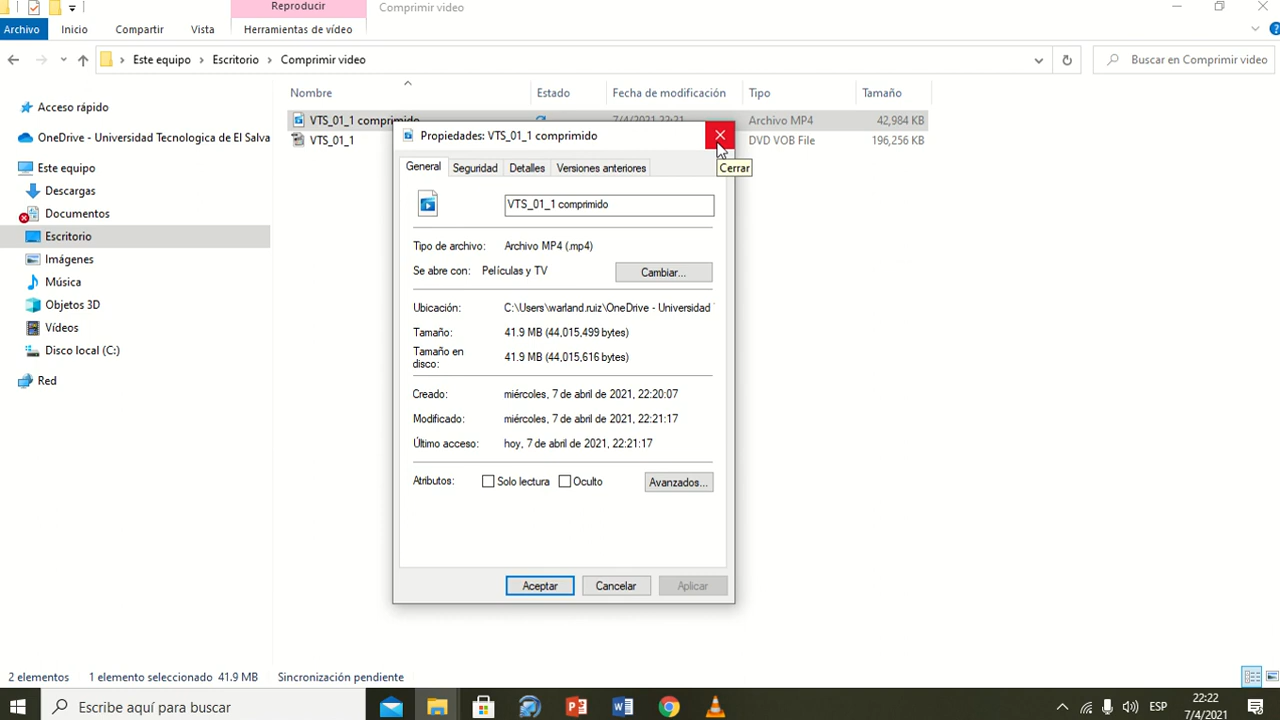 Reproducir
Comprimir video
Archivo Inicio Compartir Vista Herramientas de vídeo
Este equipo Escritorio Comprimir video
Buscar en Comprimir video
Nombre Estado Fecha de modificación Tipo Tamaño
Acceso rápido
OneDrive - Universidad Tecnologica de El Salva
Este equipo
Descargas
Documentos
Escritorio
Imágenes
Música
Objetos 3D
Vídeos
Disco local (C:)
Red
VTS_01_1 comprimido 7/4/2021 22:21 Archivo MP4 42,984 KB
VTS_01_1 DVD VOB File 196,256 KB
Propiedades: VTS_01_1 comprimido
Cerrar
General Seguridad Detalles Versiones anteriores
VTS_01_1 comprimido
Tipo de archivo: Archivo MP4 (.mp4)
Se abre con: Películas y TV Cambiar...
Ubicación: C:\Users\warland.ruiz\OneDrive - Universidad
Tamaño: 41.9 MB (44,015,499 bytes)
Tamaño en disco: 41.9 MB (44,015,616 bytes)
Creado: miércoles, 7 de abril de 2021, 22:20:07
Modificado: miércoles, 7 de abril de 2021, 22:21:17
Último acceso: hoy, 7 de abril de 2021, 22:21:17
Atributos: Solo lectura Oculto Avanzados...
Aceptar Cancelar Aplicar
2 elementos 1 elemento seleccionado 41.9 MB Sincronización pendiente
Escribe aquí para buscar
ESP
22:22
7/4/2021